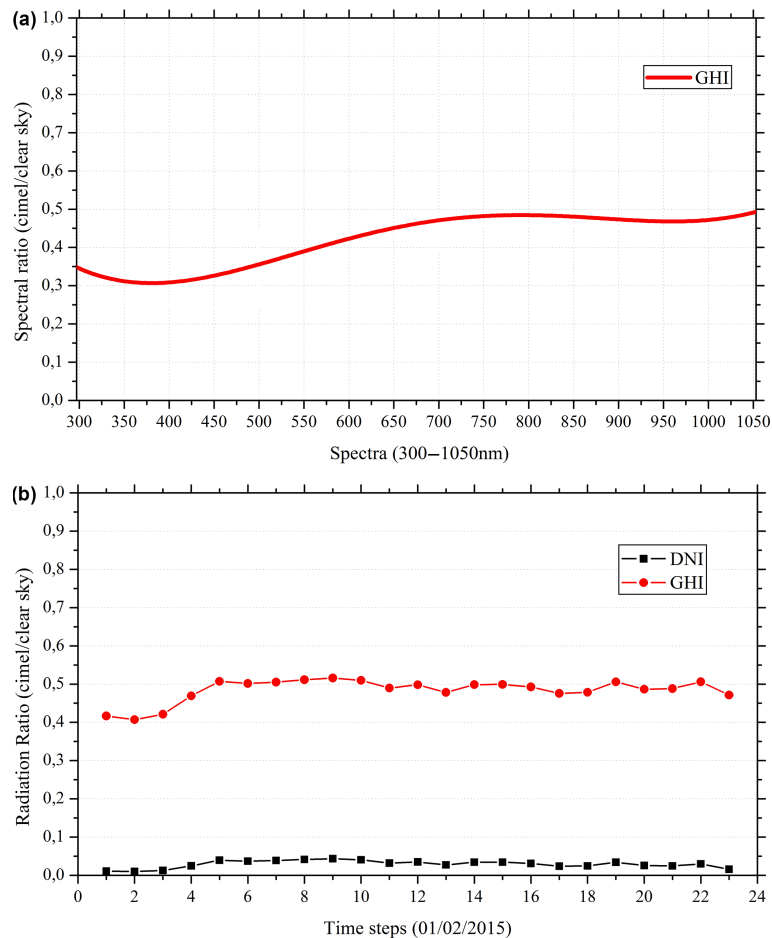 (a)
GHI
Spectral ratio (cimel/clear sky)
1,0
0,9
0,8
0,7
0,6
0,5
0,4
0,3
0,2
0,1
0,0
300 350 400 450 500 550 600 650 700 750 800 850 900 950 1000 1050
Spectra (300–1050nm)
(b)
DNI
GHI
Radiation Ratio (cimel/clear sky)
1,0
0,9
0,8
0,7
0,6
0,5
0,4
0,3
0,2
0,1
0,0
0 2 4 6 8 10 12 14 16 18 20 22 24
Time steps (01/02/2015)